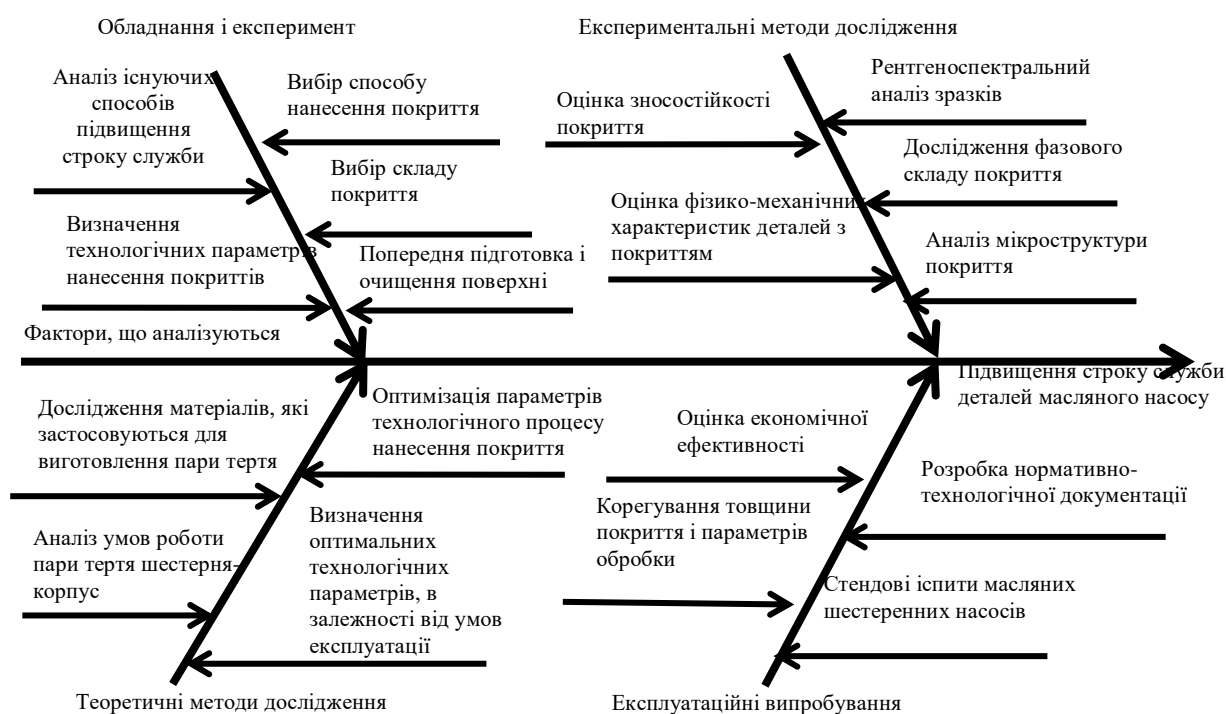 Обладнання і експеримент
Експериментальні методи дослідження
Аналіз існуючих
способів
підвищення
строку служби
Вибір способу
нанесення покриття
Вибір складу
покриття
Визначення
технологічних параметрів
нанесення покриттів
Попередня підготовка і
очищення поверхні
Оцінка зносостійкості
покриття
Рентгеноспектральний
аналіз зразків
Дослідження фазового
складу покриття
Оцінка фізико-механічних
характеристик деталей з
покриттям
Аналіз мікроструктури
покриття
Фактори, що аналізуються
Підвищення строку служби
деталей масляного насосу
Дослідження матеріалів, які
застосовуються для
виготовлення пари тертя
Оптимізація параметрів
технологічного процесу
нанесення покриття
Аналіз умов роботи
пари тертя шестерня-
корпус
Визначення
оптимальних
технологічних
параметрів, в
залежності від умов
експлуатації
Оцінка економічної
ефективності
Розробка нормативно-
технологічної документації
Корегування товщини
покриття і параметрів
обробки
Стендові іспити масляних
шестеренних насосів
Теоретичні методи дослідження
Експлуатаційні випробування